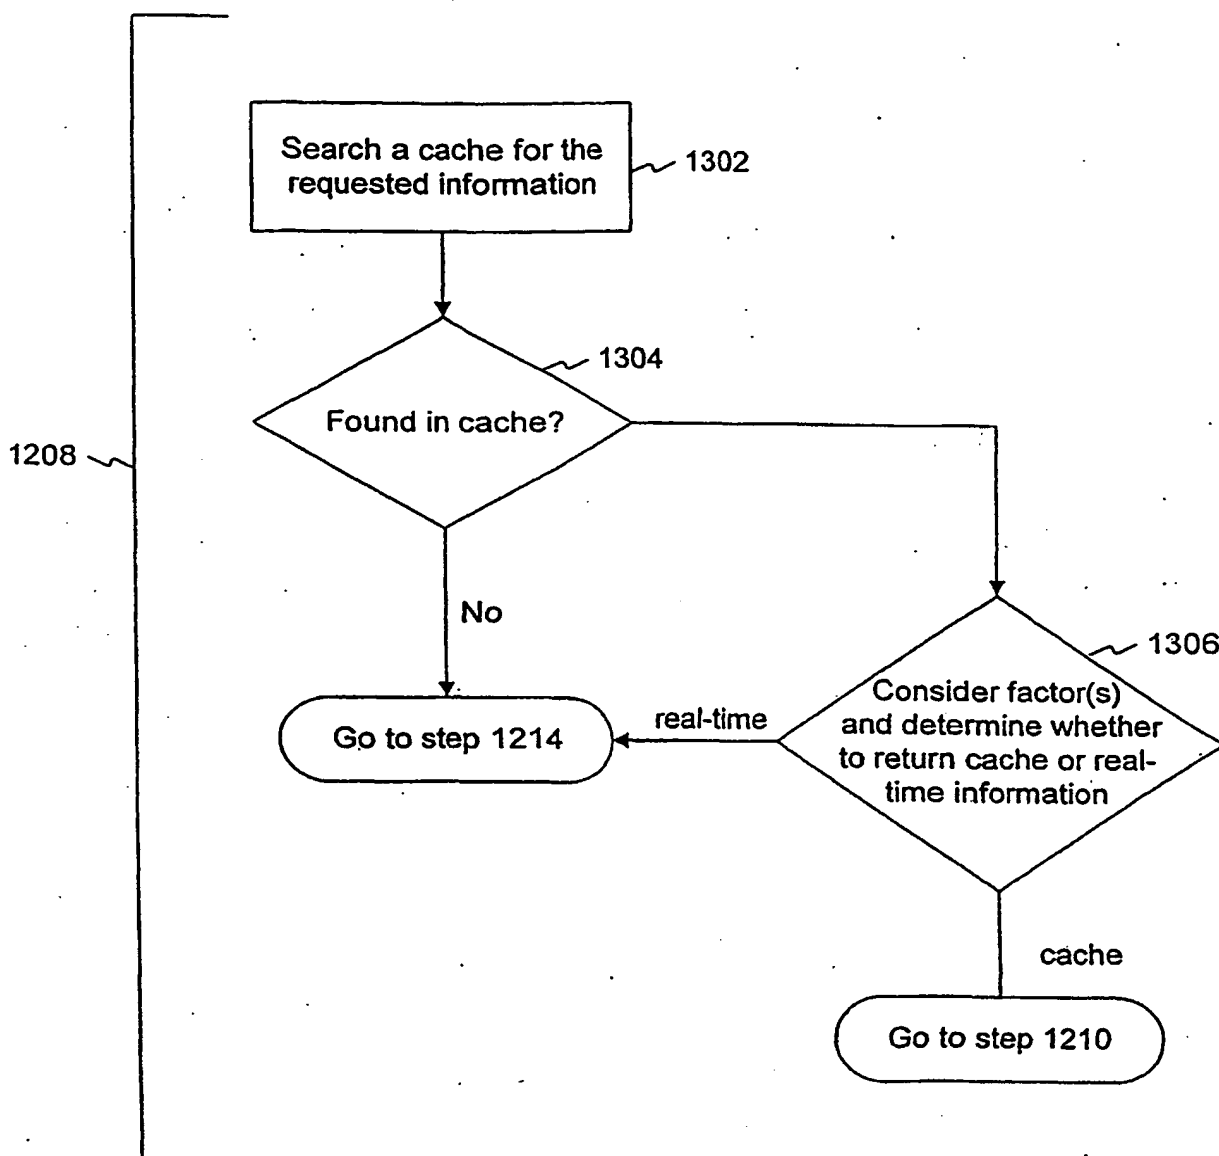 Search a cache for the
requested information
1302
1304
Found in cache?
1208
No
1306
Consider factor(s)
and determine whether
to return cache or real-
time information
real-time
Go to step 1214
cache
Go to step 1210